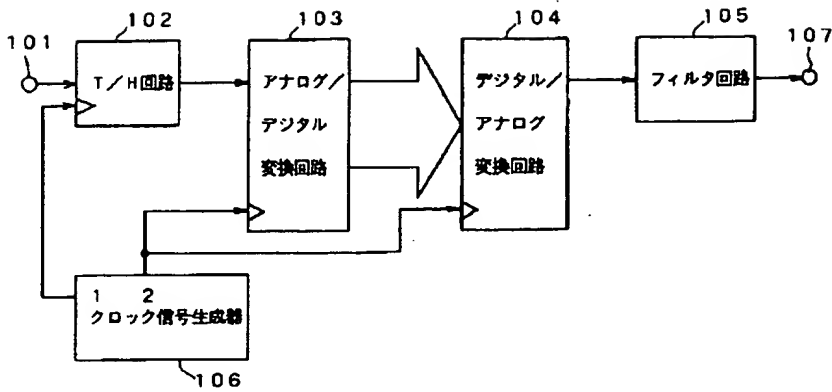 101
102
103
104
105
107
T/H回路
アナログ/
デジタル
変換回路
デジタル/
アナログ
変換回路
フィルタ回路
1 2
クロック信号生成器
106